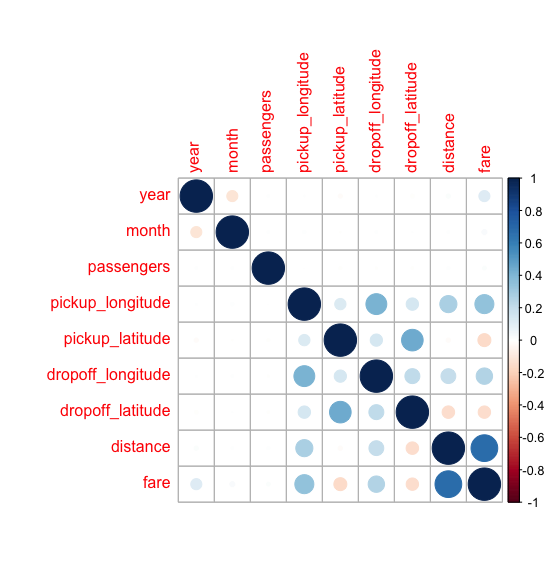 year
month
passengers
pickup_longitude
pickup_latitude
dropoff_longitude
dropoff_latitude
distance
fare
year
month
passengers
pickup_longitude
pickup_latitude
dropoff_longitude
dropoff_latitude
distance
fare
1
0.8
0.6
0.4
0.2
0
-0.2
-0.4
-0.6
-0.8
-1